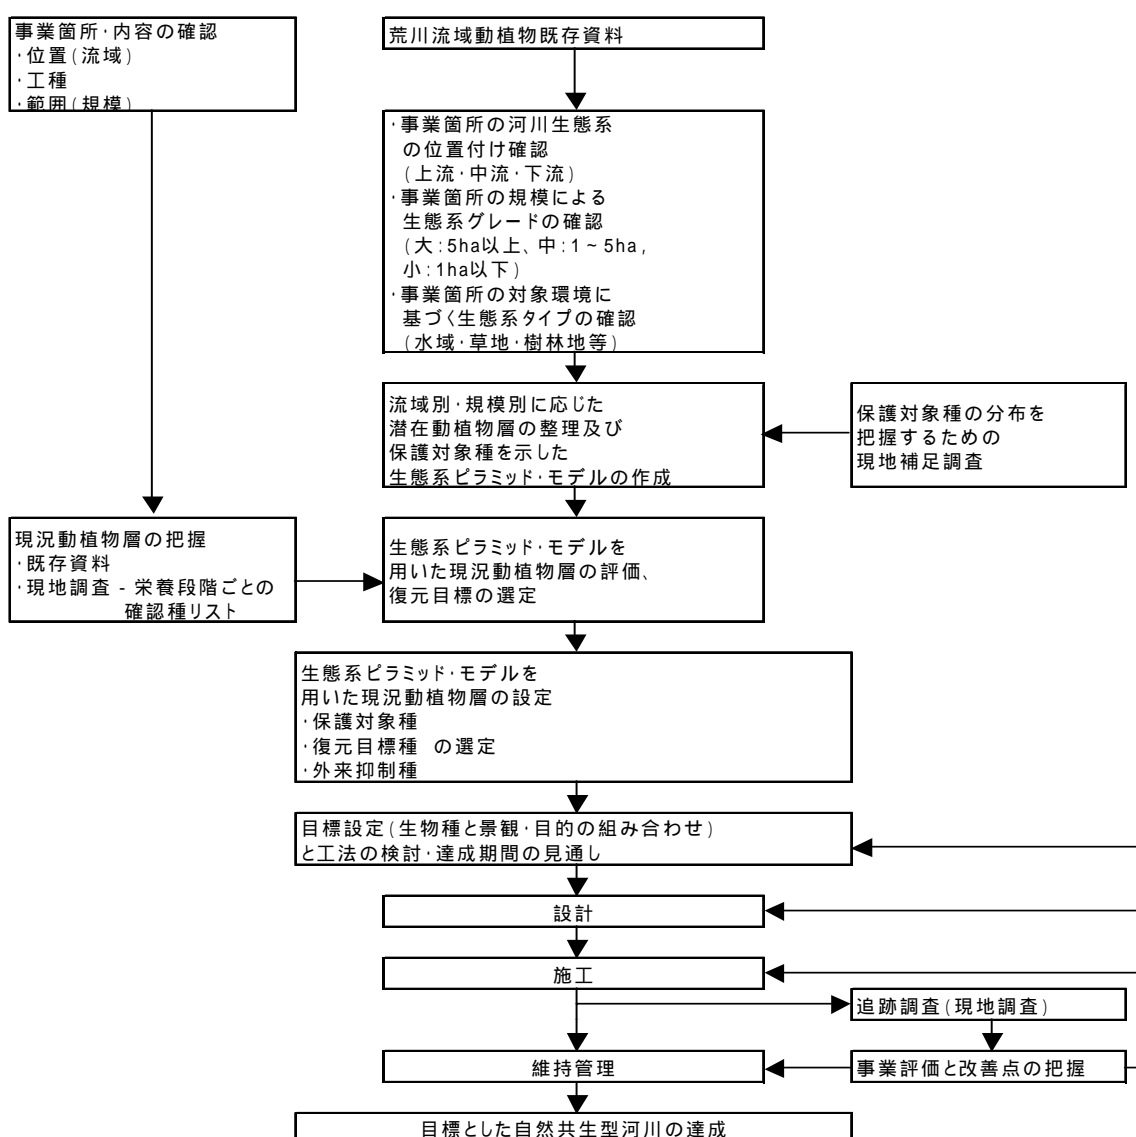 事業箇所･内容の確認
･位置(流域)
･工種
･範囲(規模)
荒川流域動植物既存資料
･事業箇所の河川生態系
の位置付け確認
(上流･中流･下流)
･事業箇所の規模による
生態系グレードの確認
(大:5ha以上、中:1~5ha,
小:1ha以下)
･事業箇所の対象環境に
基づく生態系タイプの確認
(水域･草地･樹林地等)
流域別･規模別に応じた
潜在動植物層の整理及び
保護対象種を示した
生態系ピラミッド･モデルの作成
保護対象種の分布を
把握するための
現地補足調査
現況動植物層の把握
･既存資料
･現地調査 - 栄養段階ごとの
確認種リスト
生態系ピラミッド･モデルを
用いた現況動植物層の評価、
復元目標の選定
生態系ピラミッド･モデルを
用いた現況動植物層の設定
･保護対象種
･復元目標種 の選定
･外来抑制種
目標設定(生物種と景観･目的の組み合わせ)
と工法の検討･達成期間の見通し
設計
施工
追跡調査(現地調査)
維持管理
事業評価と改善点の把握
目標とした自然共生型河川の達成